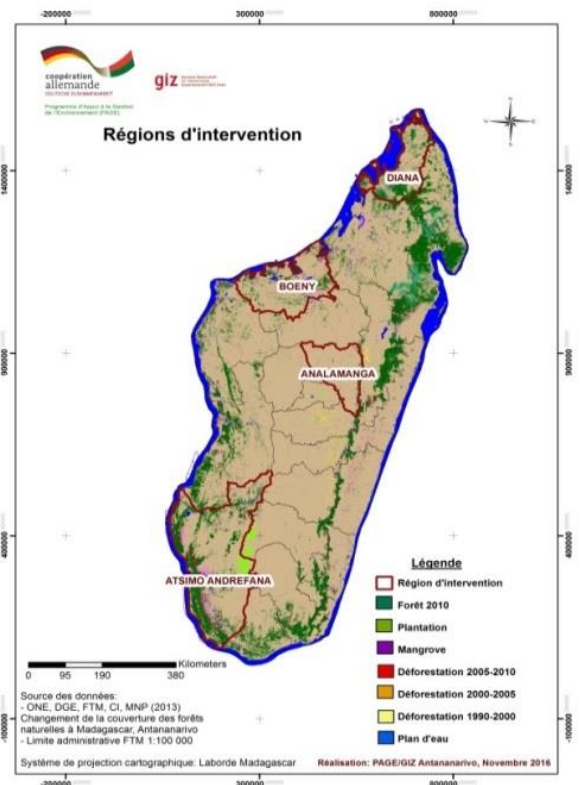 -200000 300000 800000
coopération
allemande
DEUTSCHE ZUSAMMENARBEIT
giz
Programme d'Appui à la Gestion
de l'Environnement (PAGE)
Régions d'intervention
1400000 1400000
DIANA
BOENY
900000 900000
ANALAMANGA
400000 400000
ATSIMO ANDREFANA
Légende
Région d'intervention
Forêt 2010
Plantation
Mangrove
Déforestation 2005-2010
Déforestation 2000-2005
Déforestation 1990-2000
Plan d'eau
Kilometers
0 95 190 380
Source des données:
- ONE, DGE, FTM, CI, MNP (2013)
Changement de la couverture des forêts
naturelles à Madagascar, Antananarivo
- Limite administrative FTM 1:100 000
-100000 -100000
Système de projection cartographique: Laborde Madagascar
Réalisation: PAGE/GIZ Antananarivo, Novembre 2016
-200000 300000 800000